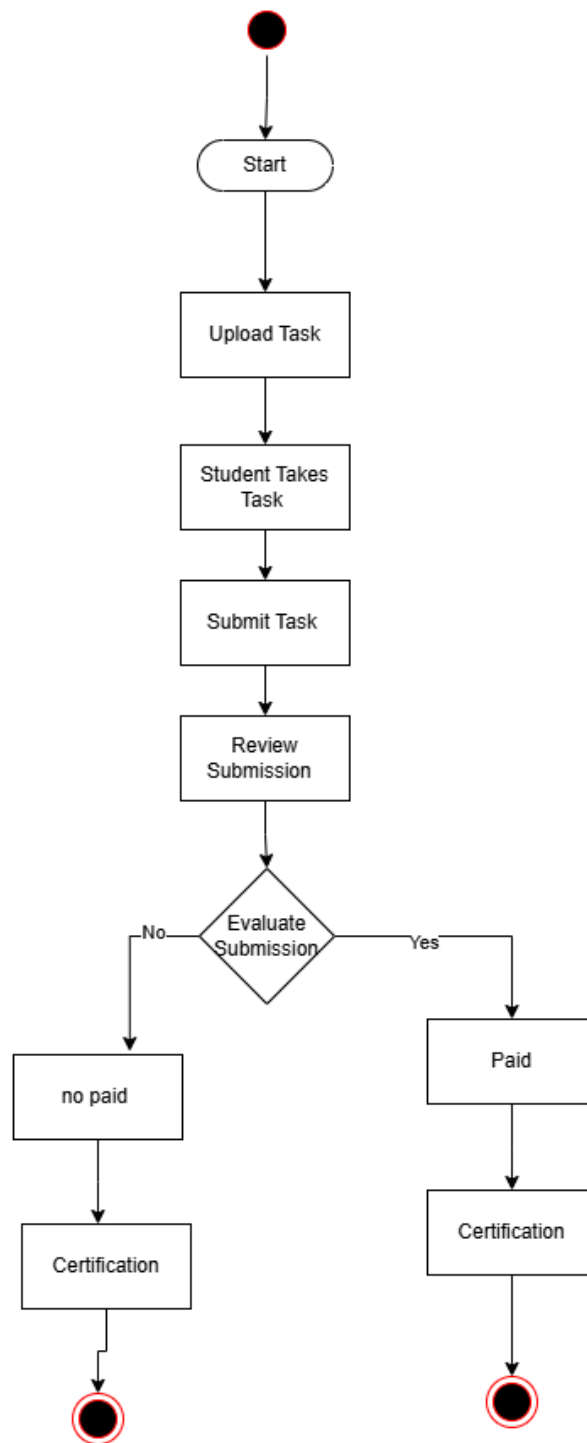 Start
Upload Task
Student Takes
Task
Submit Task
Review
Submission
Evaluate
Submission
No
Yes
no paid
Paid
Certification
Certification